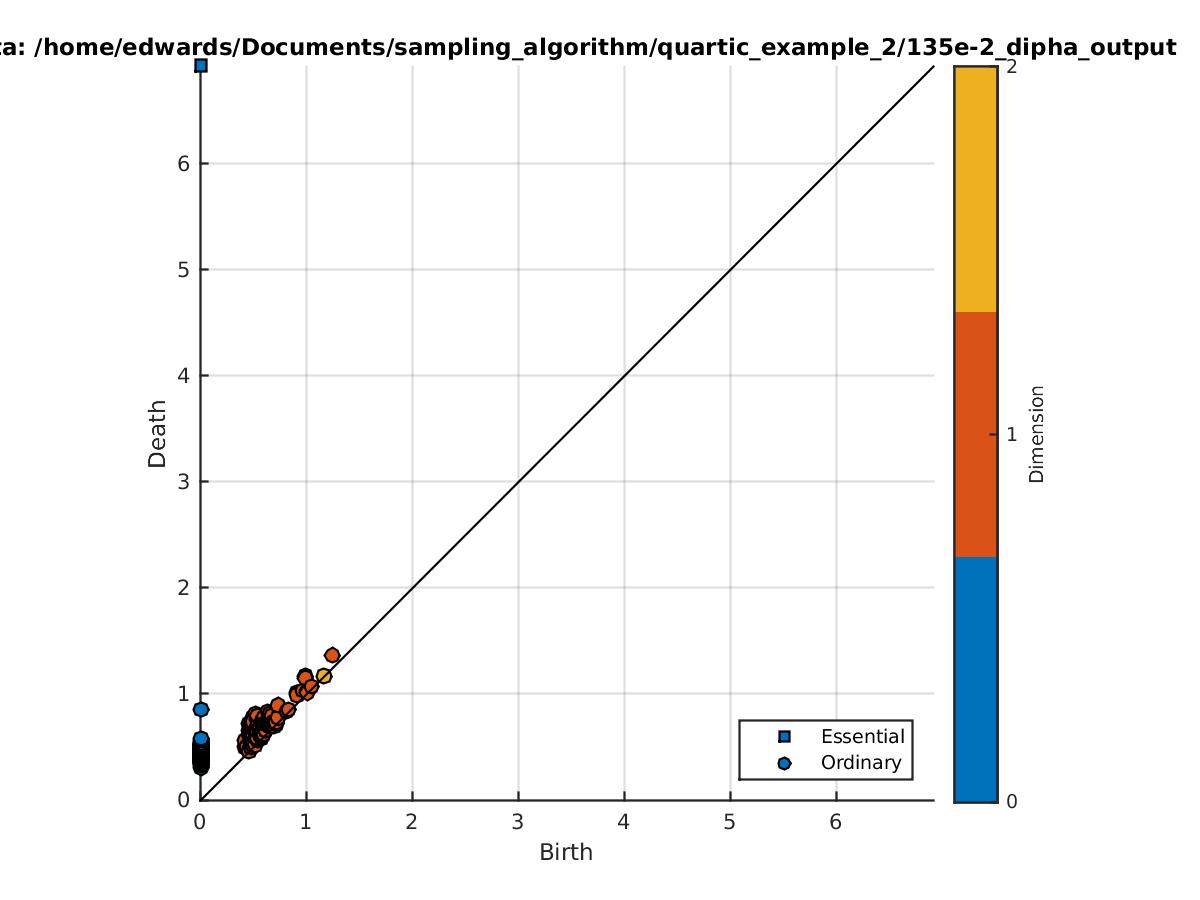 ta: /home/edwards/Documents/sampling_algorithm/quartic_example_2/135e-2_dipha_output
Death
6
5
4
3
2
1
0
0 1 2 3 4 5 6
Birth
Essential
Ordinary
2
1
0
Dimension